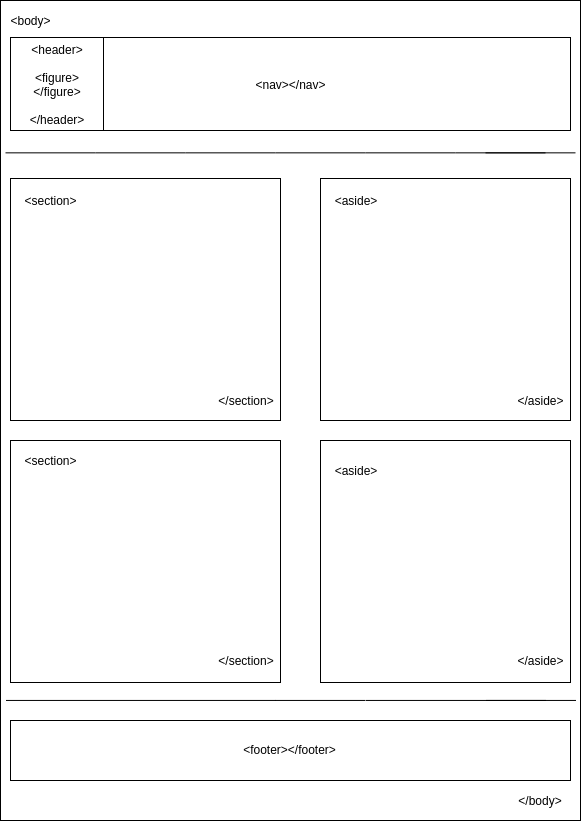 <body>
<header>
<figure>
</figure>
</header>
<nav></nav>
<section>
</section>
<aside>
</aside>
<section>
</section>
<aside>
</aside>
<footer></footer>
</body>